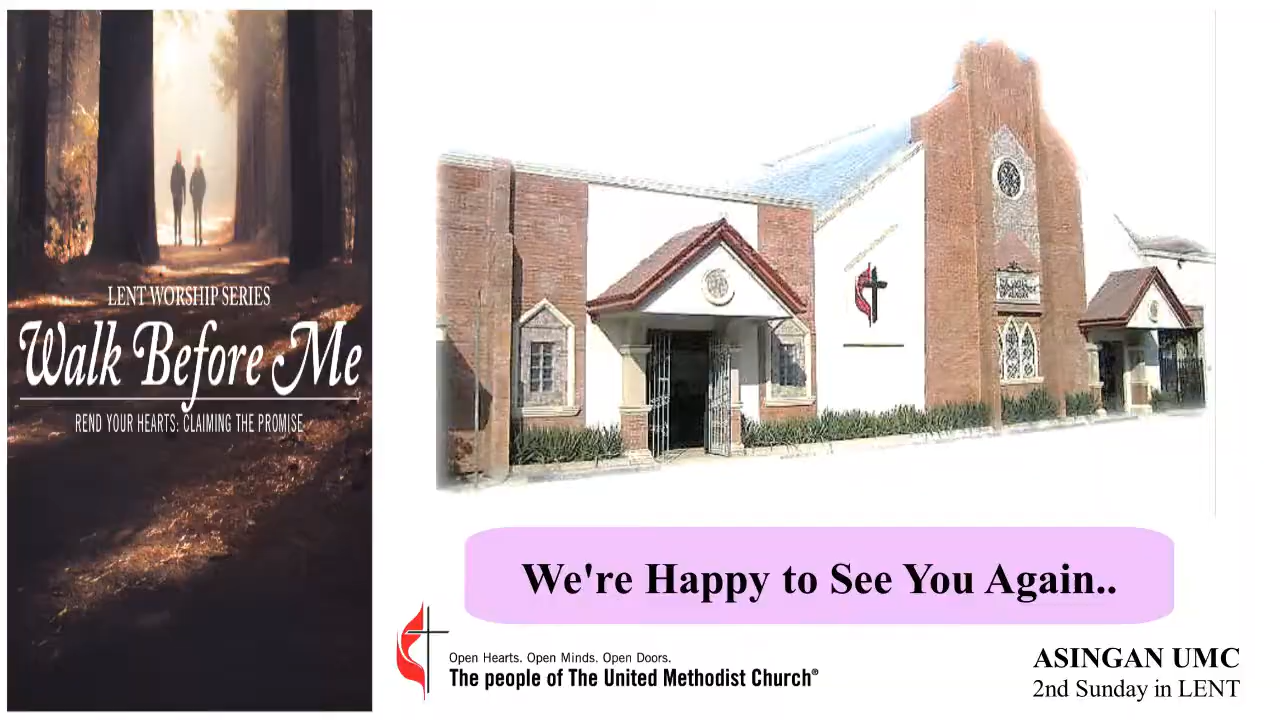 LENT WORSHIP SERIES
Walk Before Me
REND YOUR HEARTS: CLAIMING THE PROMISE
We're Happy to See You Again..
Open Hearts. Open Minds. Open Doors.
The people of The United Methodist Church®
ASINGAN UMC
2nd Sunday in LENT